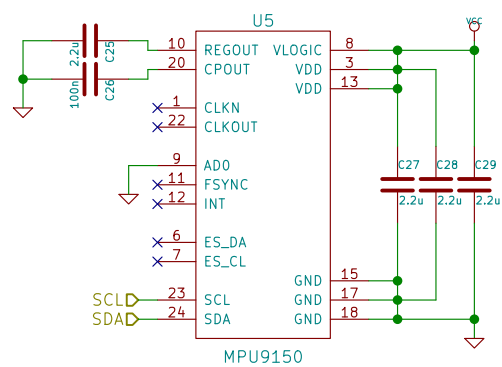 U5
VCC
2.2u
C25
10
REGOUT
VLOGIC
8
20
CPOUT
VDD
3
100n
C26
VDD
13
1
CLKN
22
CLKOUT
9
AD0
C27
C28
C29
11
FSYNC
12
INT
2.2u
2.2u
2.2u
6
ES_DA
7
ES_CL
GND
15
SCL
23
SCL
GND
17
SDA
24
SDA
GND
18
MPU9150